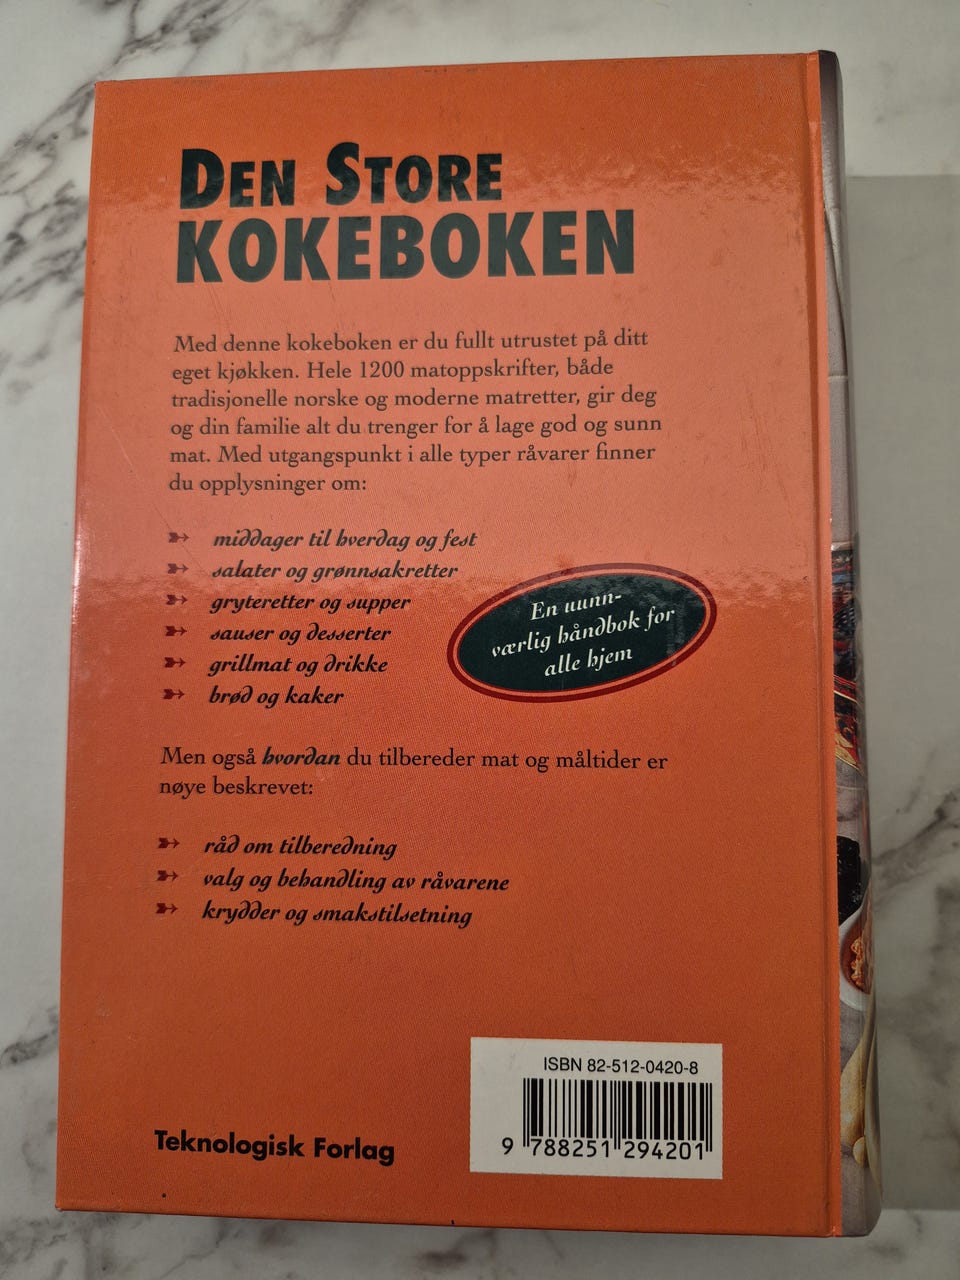 DEN STORE
KOKEBOKEN
Med denne kokeboken er du fullt utrustet på ditt
eget kjøkken. Hele 1200 matoppskrifter, både
tradisjonelle norske og moderne matretter, gir deg
og din familie alt du trenger for å lage god og sunn
mat. Med utgangspunkt i alle typer råvarer finner
du opplysninger om:
middager til hverdag og fest
salater og grønnsakretter
gryteretter og supper
sauser og desserter
grillmat og drikke
brød og kaker
En uunn-
værlig håndbok for
alle hjem
Men også hvordan du tilbereder mat og måltider er
nøye beskrevet:
råd om tilberedning
valg og behandling av råvarene
krydder og smakstilsetning
ISBN 82-512-0420-8
9 788251 294201
Teknologisk Forlag